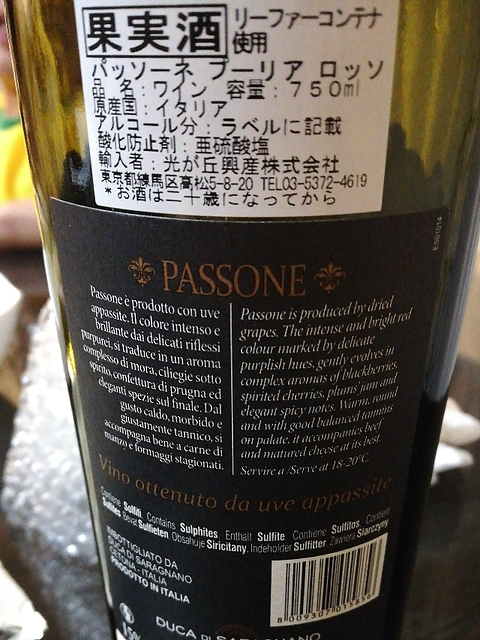 果実酒
リーファーコンテナ
使用
パッソーネ プーリア ロッソ
品 名:ワイン 容量:750ml
原産国:イタリア
アルコール分:ラベルに記載
酸化防止剤:亜硫酸塩
輸入者:光が丘興産株式会社
東京都練馬区高松5-8-20 TEL03-5372-4619
*お酒は二十歳になってから
ES01014
PASSONE
Passone è prodotto con uve
appassite. Il colore intenso e
brillante dai delicati riflessi
purpurei, si traduce in un aroma
complesso di mora, ciliegie sotto
spirito, confettura di prugna ed
eleganti spezie sul finale. Dal
gusto caldo, morbido e
giustamente tannico, si
accompagna bene a carne di
manzo e formaggi stagionati.
Passone is produced by dried
grapes. The intense and bright red
colour marked by delicate
purplish hues, gently evolves in
complex aromas of blackberries,
spirited cherries, plums' jam and
elegant spicy notes. Warm, round
and with good balanced tannins
on palate, it accompanies beef
and matured cheese at its best.
Servire a /Serve at 18-20°C.
Vino ottenuto da uve appassite
Contiene Solfiti, Contains Sulphites, Enthält Sulfite, Contiene Sulfitos, Contient
Sulfites, Bevat Sulfieten, Obsahuje Siricitany, Indeholder Sulfitter, Zawiera Siarczyny
IMBOTTIGLIATO DA
DUCA DI SARAGNANO
CETONA - ITALIA
PRODOTTO IN ITALIA
DUCA DI SARAGNANO